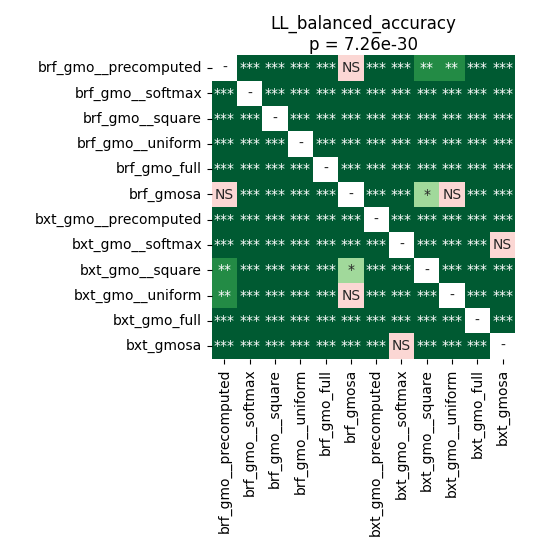 LL_balanced_accuracy
p = 7.26e-30
brf_gmo__precomputed - *** *** *** *** NS *** *** ** ** *** ***
brf_gmo__softmax *** - *** *** *** *** *** *** *** *** *** ***
brf_gmo__square *** *** - *** *** *** *** *** *** *** *** ***
brf_gmo__uniform *** *** *** - *** *** *** *** *** *** *** ***
brf_gmo_full *** *** *** *** - *** *** *** *** *** *** ***
brf_gmosa NS *** *** *** *** - *** *** * NS *** ***
bxt_gmo__precomputed *** *** *** *** *** *** - *** *** *** *** ***
bxt_gmo__softmax *** *** *** *** *** *** *** - *** *** *** NS
bxt_gmo__square ** *** *** *** *** * *** *** - *** *** ***
bxt_gmo__uniform ** *** *** *** *** NS *** *** *** - *** ***
bxt_gmo_full *** *** *** *** *** *** *** *** *** *** - ***
bxt_gmosa *** *** *** *** *** *** *** NS *** *** *** -
brf_gmo__precomputed
brf_gmo__softmax
brf_gmo__square
brf_gmo__uniform
brf_gmo_full
brf_gmosa
bxt_gmo__precomputed
bxt_gmo__softmax
bxt_gmo__square
bxt_gmo__uniform
bxt_gmo_full
bxt_gmosa